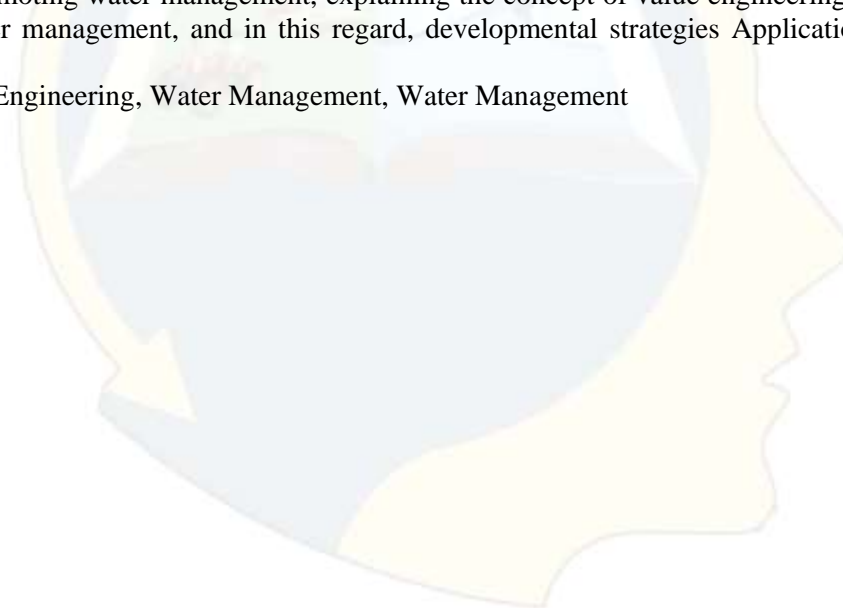 moting water management, explaining the concept of value engineering
r management, and in this regard, developmental strategies Applicatio
Engineering, Water Management, Water Management